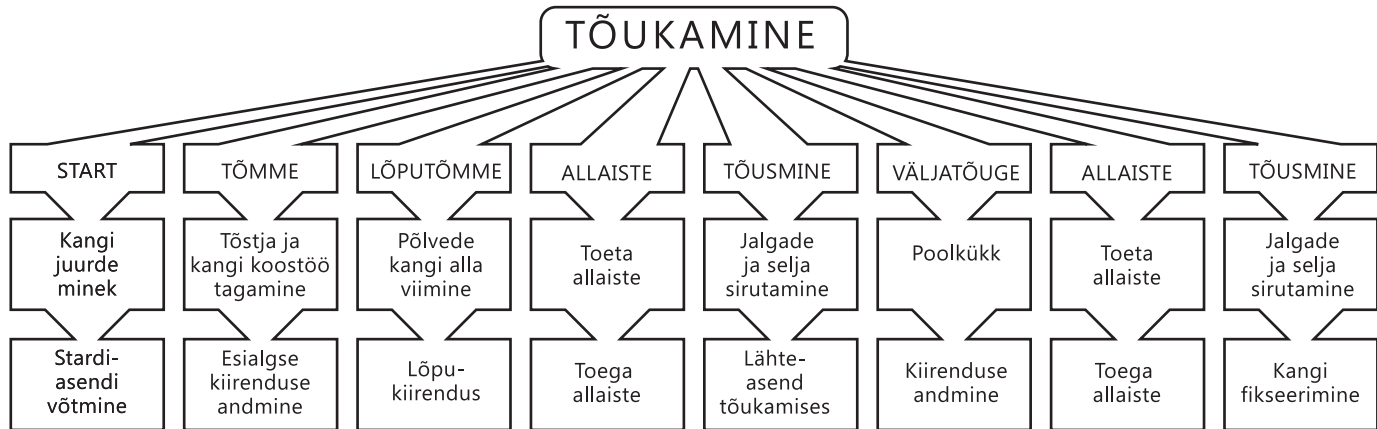 TÕUKAMINE
START
TÕMME
LÕPUTÕMME
ALLAISTE
TÕUSMINE
VÄLJATÕUGE
ALLAISTE
TÕUSMINE
Kangi
juurde
minek
Tõstja ja
kangi koostöö
tagamine
Põlvede
kangi alla
viimine
Toeta
allaiste
Jalgade
ja selja
sirutamine
Poolkükk
Toeta
allaiste
Jalgade
ja selja
sirutamine
Stardi-
asendi
võtmine
Esialgse
kiirenduse
andmine
Lõpu-
kiirendus
Toega
allaiste
Lähte-
asend
tõukamises
Kiirenduse
andmine
Toega
allaiste
Kangi
fikseerimine